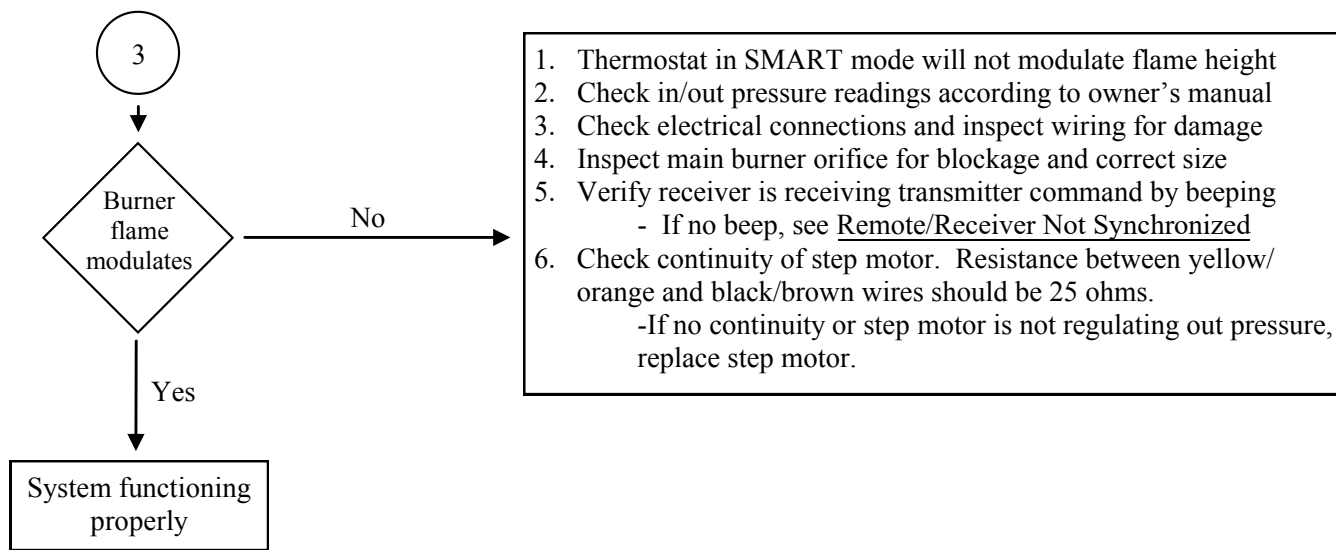 3
Burner
flame
modulates
No
Yes
System functioning
properly
1. Thermostat in SMART mode will not modulate flame height
2. Check in/out pressure readings according to owner’s manual
3. Check electrical connections and inspect wiring for damage
4. Inspect main burner orifice for blockage and correct size
5. Verify receiver is receiving transmitter command by beeping
- If no beep, see Remote/Receiver Not Synchronized
6. Check continuity of step motor. Resistance between yellow/
orange and black/brown wires should be 25 ohms.
-If no continuity or step motor is not regulating out pressure,
replace step motor.